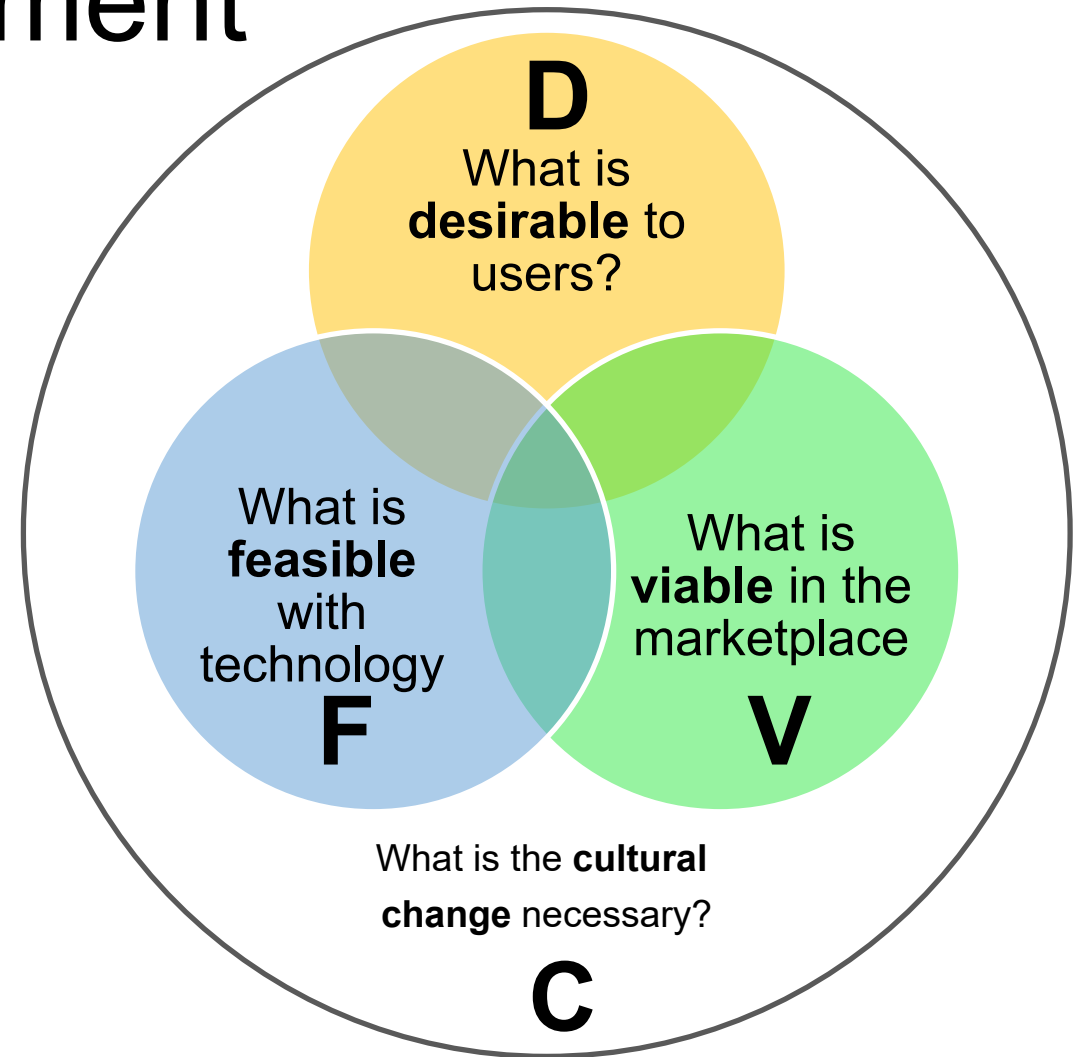 ment
D
What is
desirable to
users?
What is
feasible
with
technology
F
What is
viable in the
marketplace
V
What is the cultural
change necessary?
C